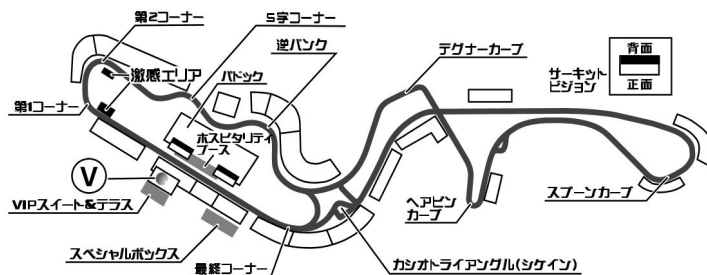 第2コーナー
S字コーナー
逆バンク
激感エリア
パドック
デグナーカーブ
背面
サーキット
ビジョン
正面
第1コーナー
ホスピタリティ
ブース
V
VIPスイート&テラス
ヘアピン
カーブ
スプーンカーブ
スペシャルボックス
最終コーナー
カシオトライアングル(シケイン)